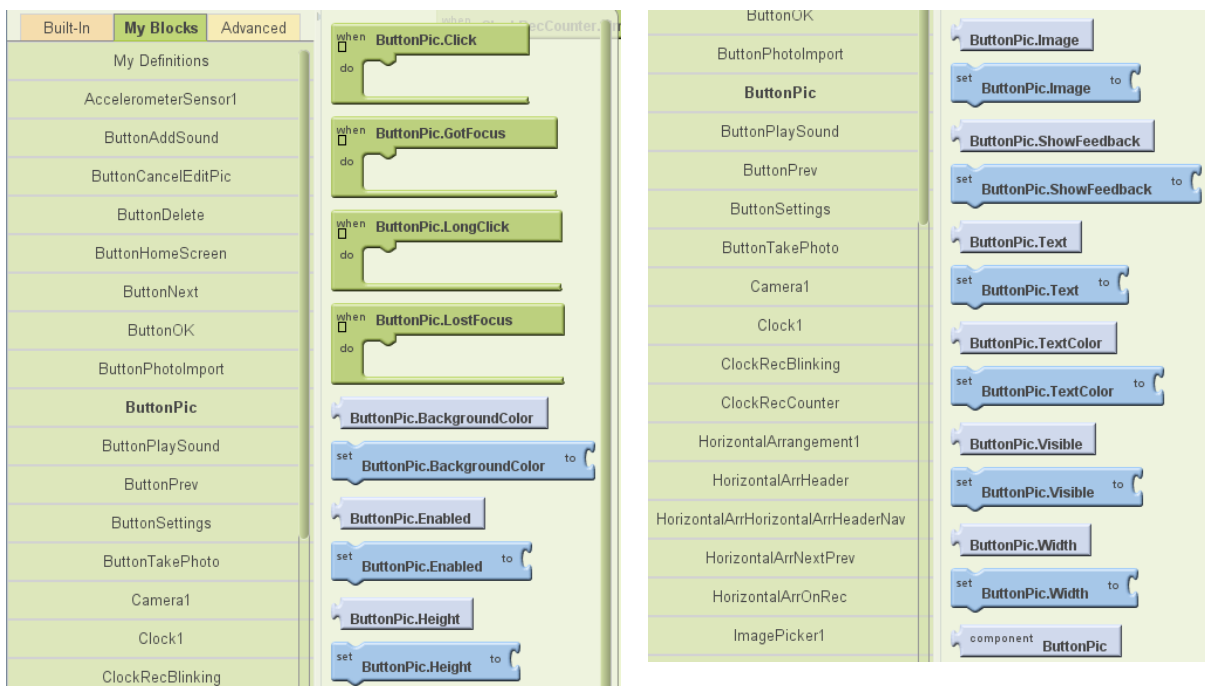 Built-In My Blocks Advanced
My Definitions
AccelerometerSensor1
ButtonAddSound
ButtonCancelEditPic
ButtonDelete
ButtonHomeScreen
ButtonNext
ButtonOK
ButtonPhotoImport
ButtonPic
ButtonPlaySound
ButtonPrev
ButtonSettings
ButtonTakePhoto
Camera1
Clock1
ClockRecBlinking
when ButtonPic.Click
do
when ButtonPic.GotFocus
do
when ButtonPic.LongClick
do
when ButtonPic.LostFocus
do
ButtonPic.BackgroundColor
set ButtonPic.BackgroundColor to
ButtonPic.Enabled
set ButtonPic.Enabled to
ButtonPic.Height
set ButtonPic.Height to
ButtonOK
ButtonPhotoImport
ButtonPic
ButtonPlaySound
ButtonPrev
ButtonSettings
ButtonTakePhoto
Camera1
Clock1
ClockRecBlinking
ClockRecCounter
HorizontalArrangement1
HorizontalArrHeader
HorizontalArrHorizontalArrHeaderNav
HorizontalArrNextPrev
HorizontalArrOnRec
ImagePicker1
ButtonPic.Image
set ButtonPic.Image to
ButtonPic.ShowFeedback
set ButtonPic.ShowFeedback to
ButtonPic.Text
set ButtonPic.Text to
ButtonPic.TextColor
set ButtonPic.TextColor to
ButtonPic.Visible
set ButtonPic.Visible to
ButtonPic.Width
set ButtonPic.Width to
component ButtonPic